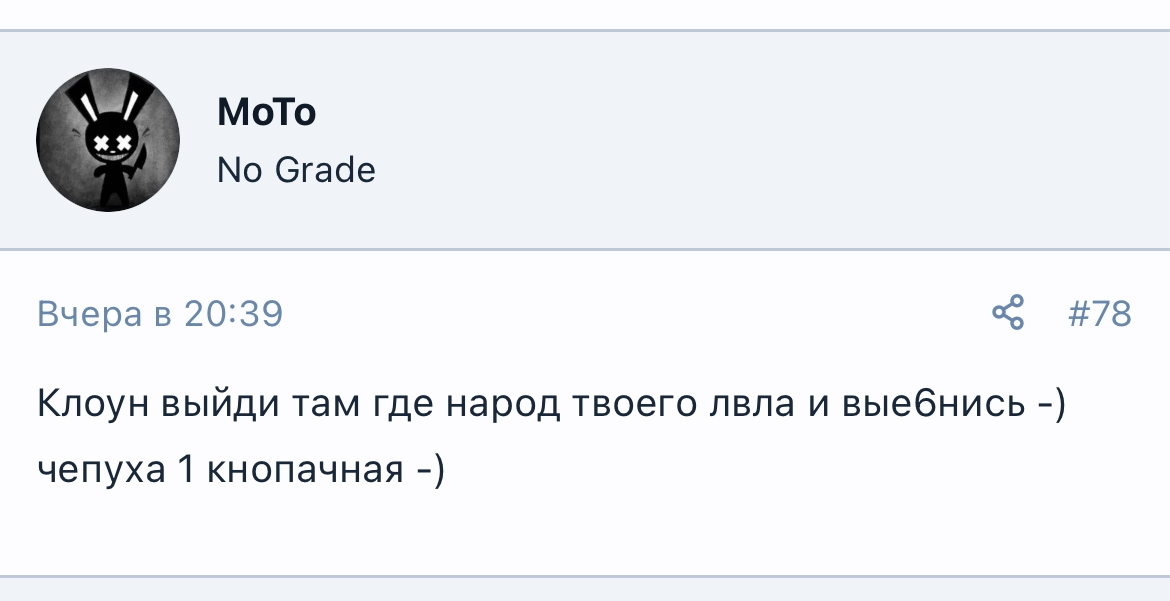 MoTo
No Grade
Вчера в 20:39
#78
Клоун выйди там где народ твоего лвла и вые6нись -)
чепуха 1 кнопачная -)